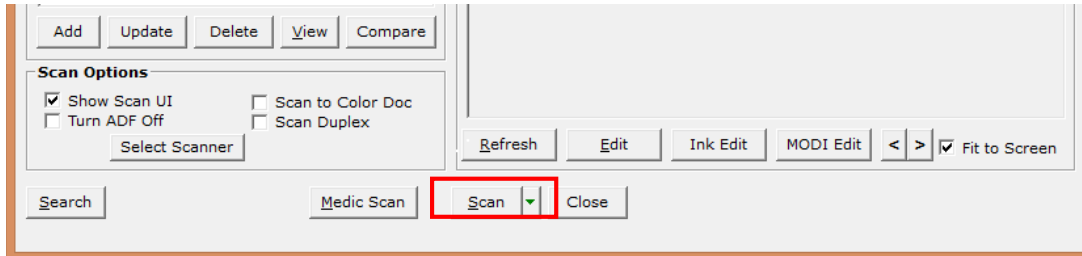 Add Update Delete View Compare
Scan Options
Show Scan UI Scan to Color Doc
Turn ADF Off Scan Duplex
Select Scanner
Refresh Edit Ink Edit MODI Edit < > Fit to Screen
Search Medic Scan Scan Close